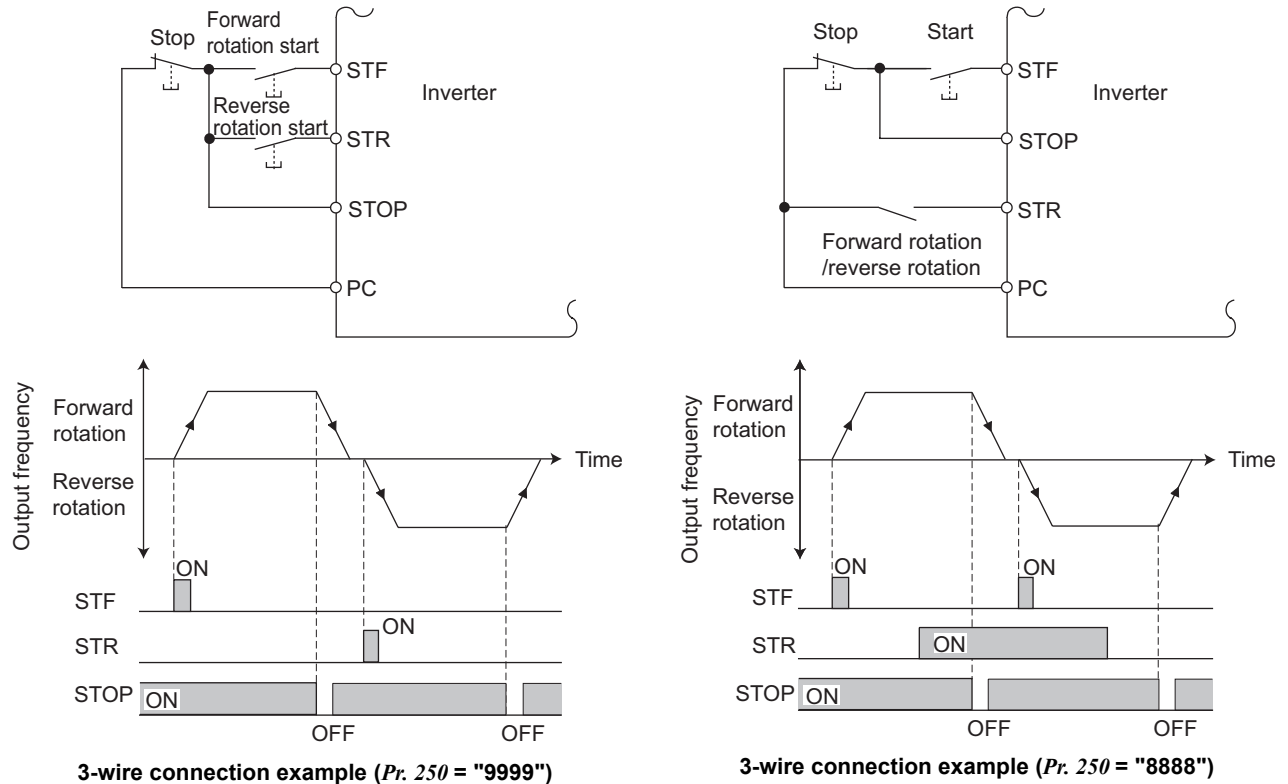 Forward
rotation start
Stop
STF
Inverter
Reverse
rotation start
STR
STOP
PC
Output frequency
Forward
rotation
Reverse
rotation
Time
ON
STF
ON
STR
STOP
ON
OFF
OFF
3-wire connection example (Pr. 250 = "9999")
Stop
Start
STF
Inverter
STOP
STR
Forward rotation
/reverse rotation
PC
Output frequency
Forward
rotation
Reverse
rotation
Time
ON
ON
STF
STR
ON
STOP
ON
OFF
OFF
3-wire connection example (Pr. 250 = "8888")